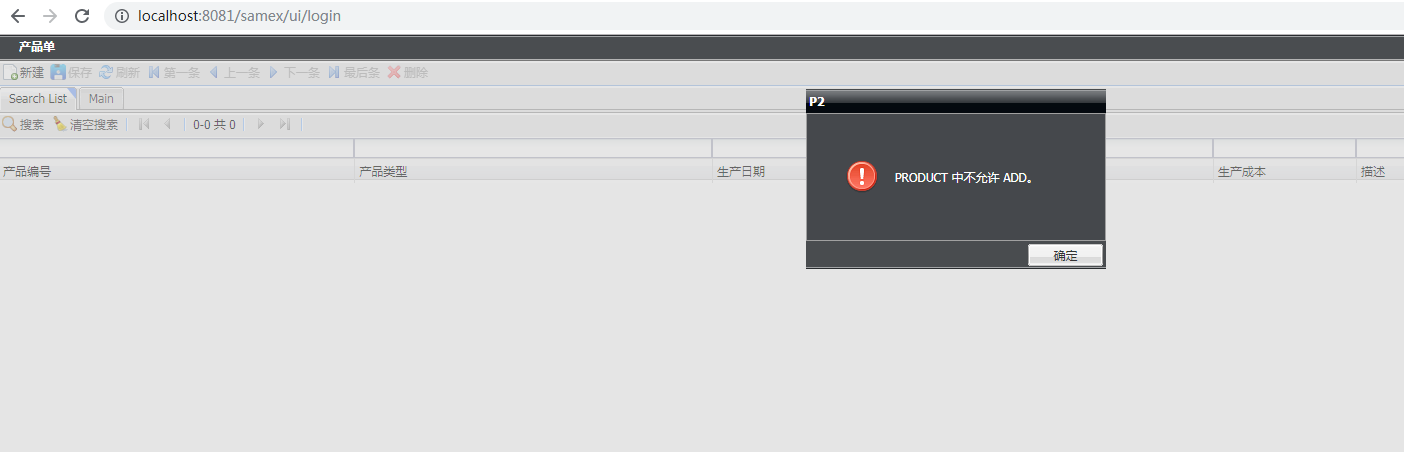 localhost:8081/samex/ui/login
产品单
新建 保存 刷新 第一条 上一条 下一条 最后条 删除
Search List Main
P2
搜索 清空搜索 0-0 共 0
产品编号 产品类型 生产日期 生产成本 描述
PRODUCT 中不允许 ADD。
确定